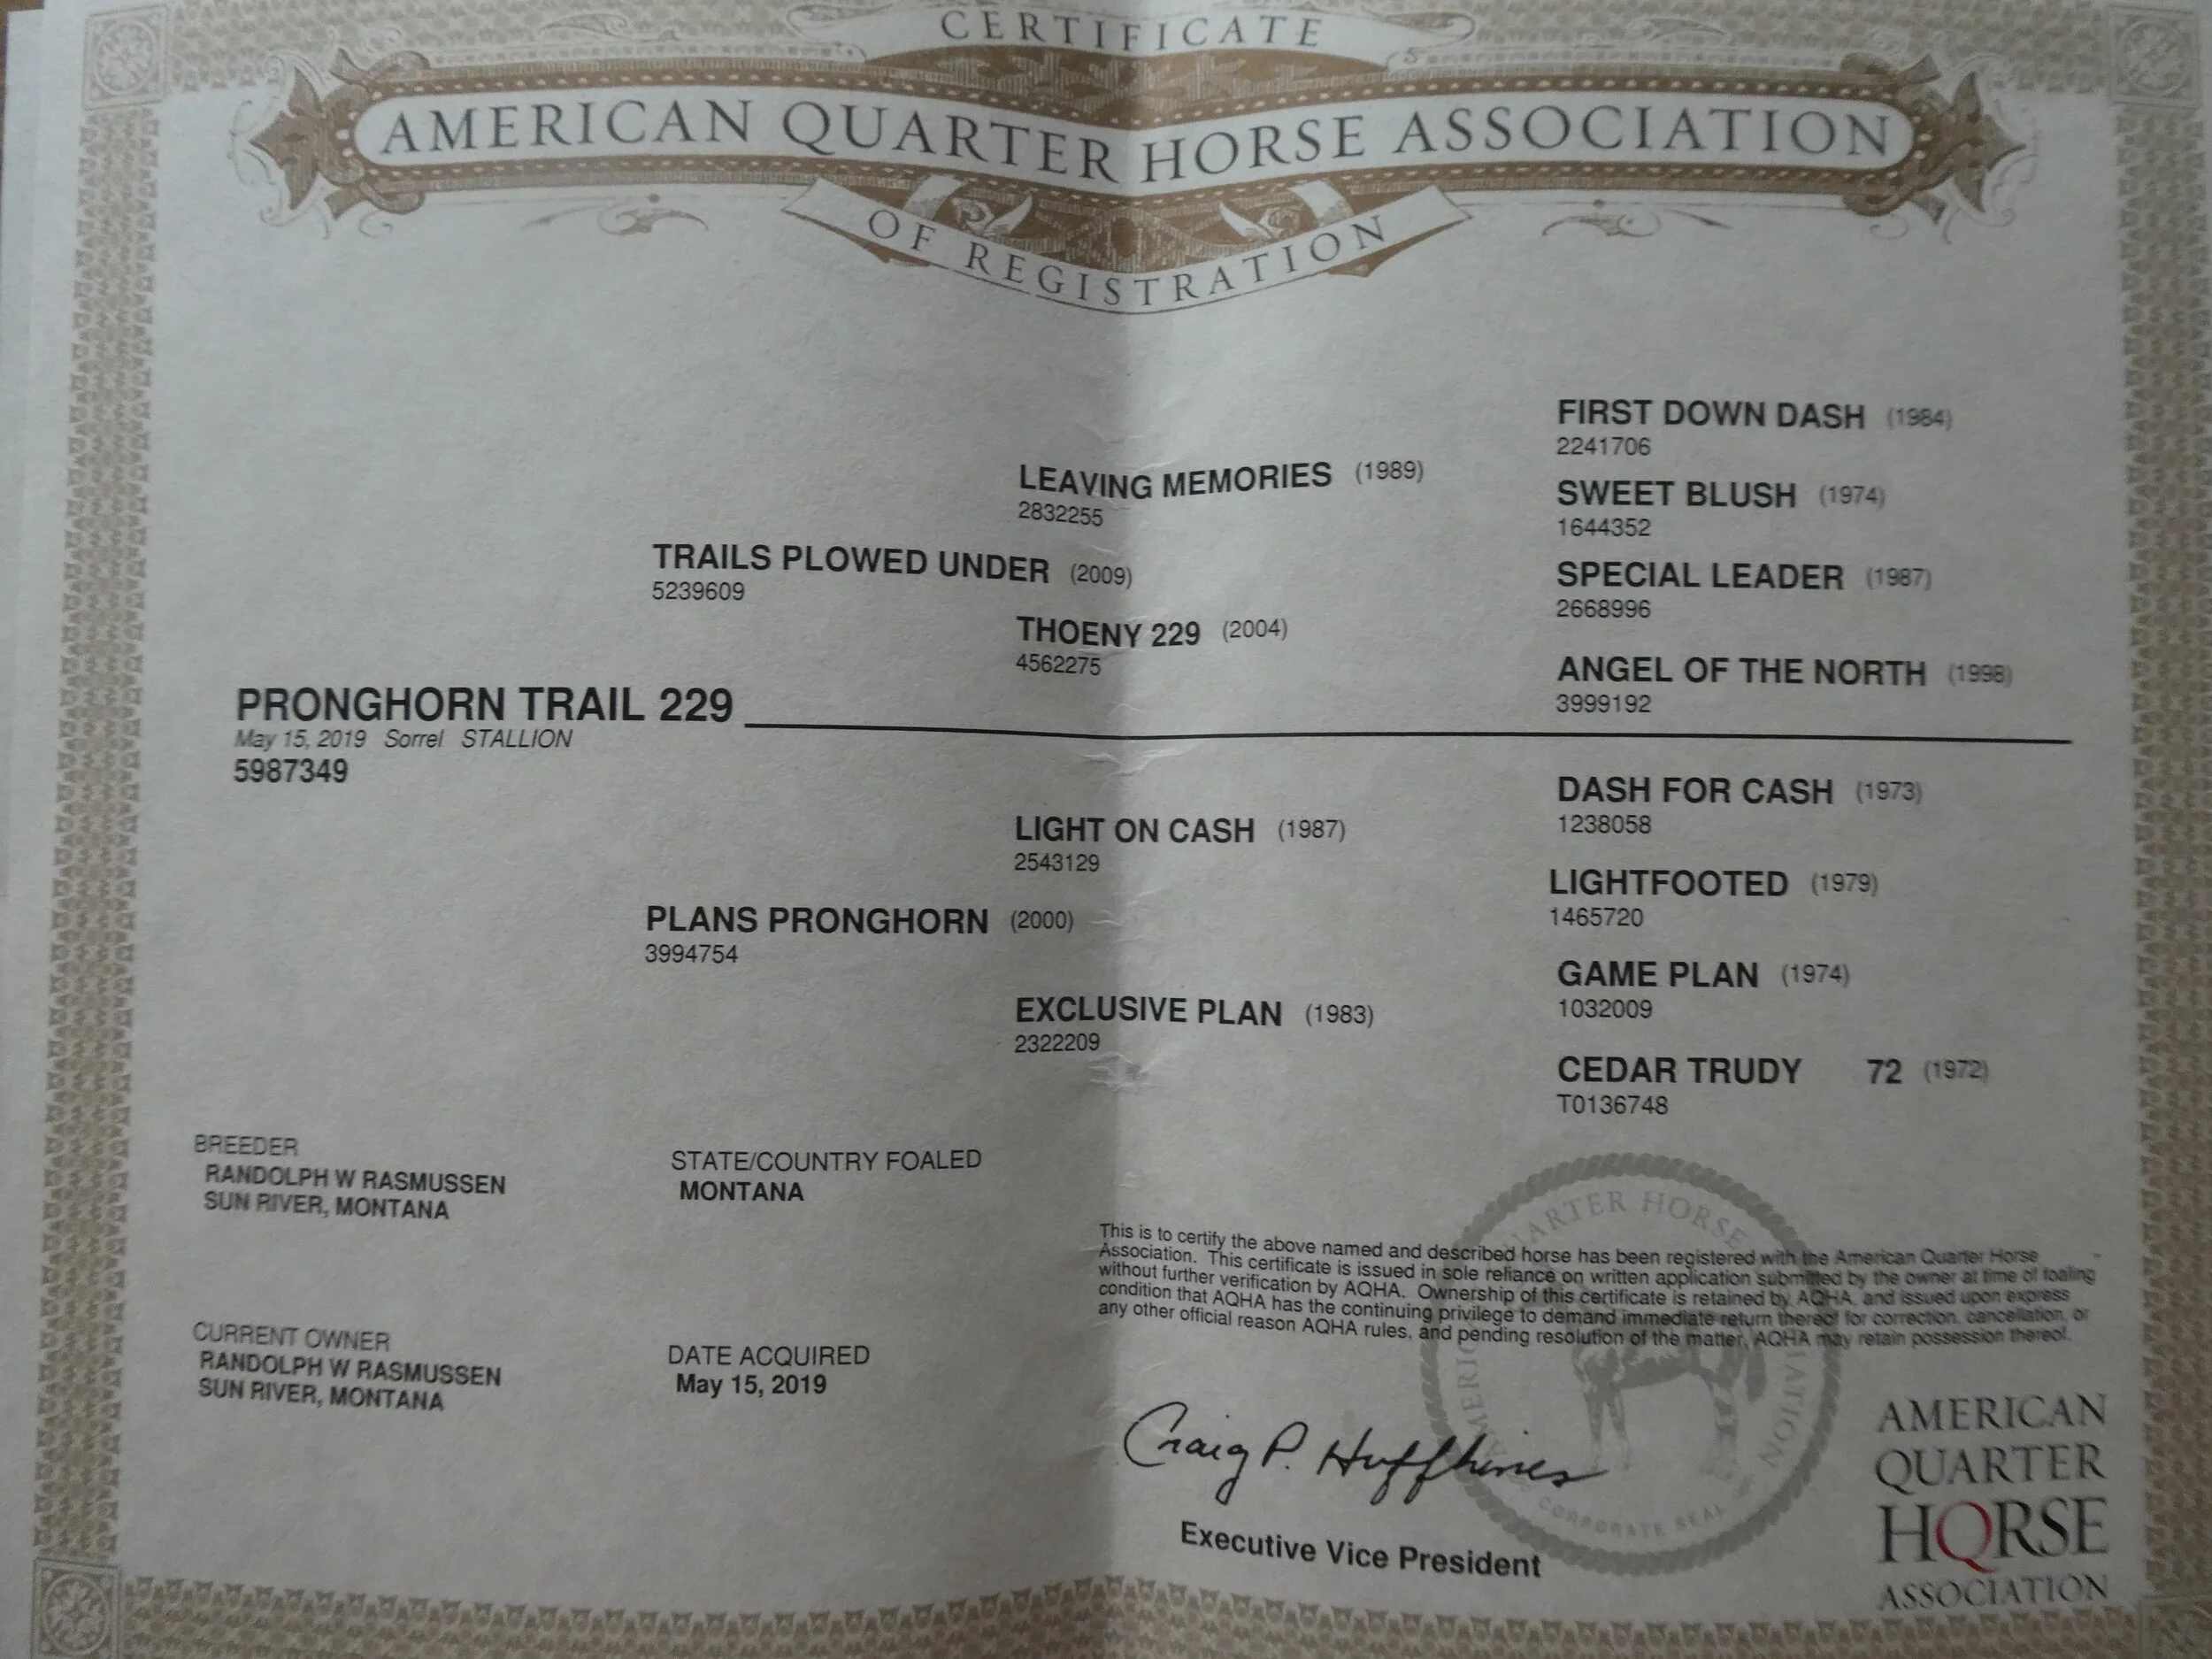 CERTIFICATE
AMERICAN QUARTER HORSE ASSOCIATION
OF REGISTRATION
FIRST DOWN DASH (1984)
2241706
LEAVING MEMORIES (1989)
2832255
SWEET BLUSH (1974)
1644352
TRAILS PLOWED UNDER (2009)
5239609
SPECIAL LEADER (1987)
2668996
THOENY 229 (2004)
4562275
ANGEL OF THE NORTH (1998)
3999192
PRONGHORN TRAIL 229
May 15, 2019 Sorrel STALLION
5987349
DASH FOR CASH (1973)
1238058
LIGHT ON CASH (1987)
2543129
LIGHTFOOTED (1979)
1465720
PLANS PRONGHORN (2000)
3994754
GAME PLAN (1974)
1032009
EXCLUSIVE PLAN (1983)
2322209
CEDAR TRUDY 72 (1972)
T0136748
BREEDER
RANDOLPH W RASMUSSEN
SUN RIVER, MONTANA
STATE/COUNTRY FOALED
MONTANA
CURRENT OWNER
RANDOLPH W RASMUSSEN
SUN RIVER, MONTANA
DATE ACQUIRED
May 15, 2019
This is to certify the above named and described horse has been registered with the American Quarter Horse
Association. This certificate is issued in sole reliance on written application submitted by the owner at time of foaling
without further verification by AQHA. Ownership of this certificate is retained by AQHA, and issued upon express
condition that AQHA has the continuing privilege to demand immediate return thereof for correction, cancellation, or
any other official reason AQHA rules, and pending resolution of the matter, AQHA may retain possession thereof.
Craig P. Huffhines
Executive Vice President
AMERICAN QUARTER HORSE ASSOCIATION
CORPORATE SEAL
AMERICAN
QUARTER
HORSE
ASSOCIATION